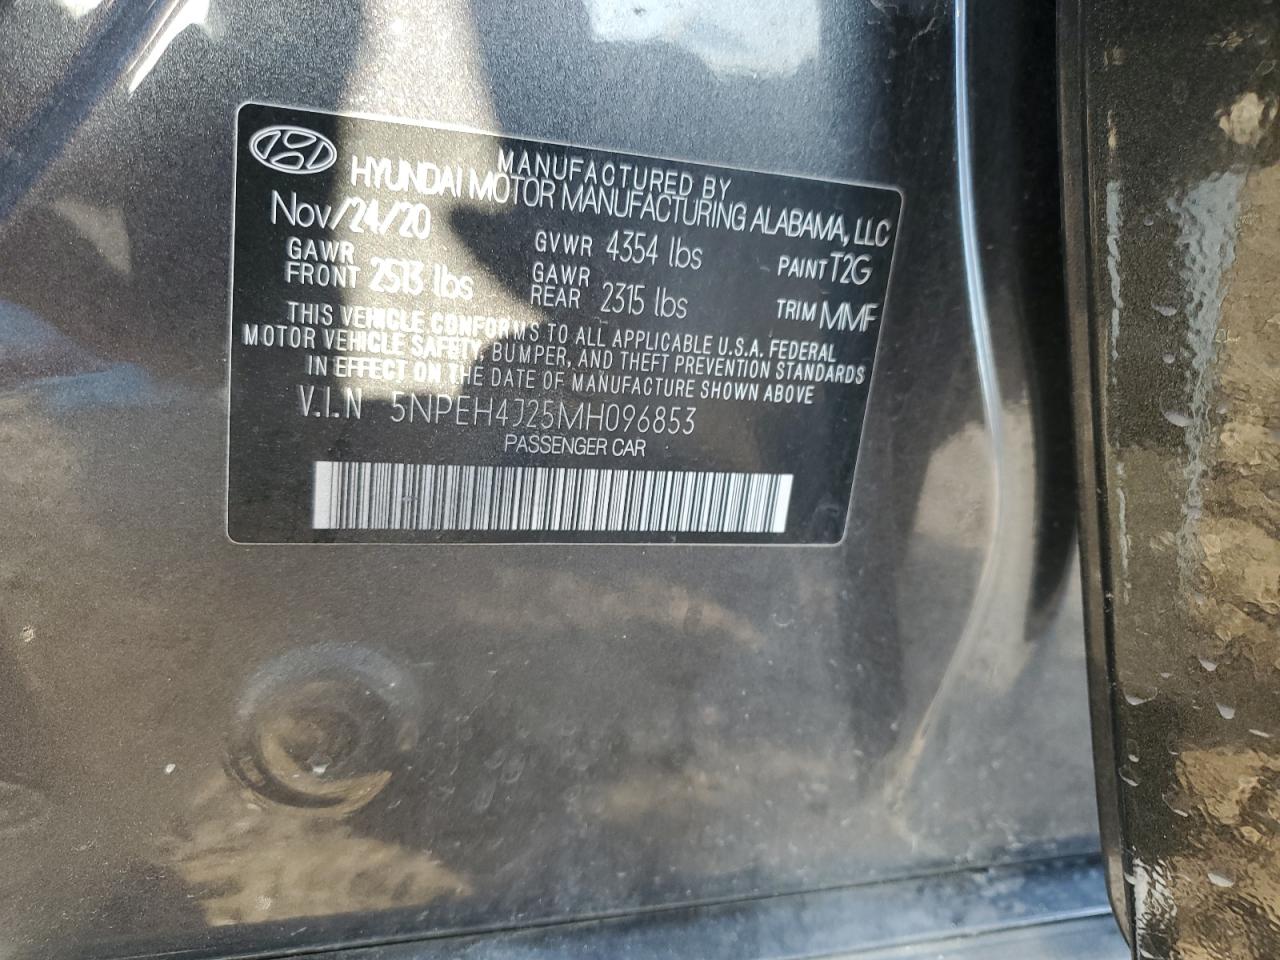 MANUFACTURED BY
HYUNDAI MOTOR MANUFACTURING ALABAMA, LLC
Nov/24/20
GVWR 4354 lbs
PAINT T2G
GAWR FRONT 2513 lbs
GAWR REAR 2315 lbs
TRIM MMF
THIS VEHICLE CONFORMS TO ALL APPLICABLE U.S.A. FEDERAL
MOTOR VEHICLE SAFETY, BUMPER, AND THEFT PREVENTION STANDARDS
IN EFFECT ON THE DATE OF MANUFACTURE SHOWN ABOVE
V.I.N 5NPEH4J25MH096853
PASSENGER CAR